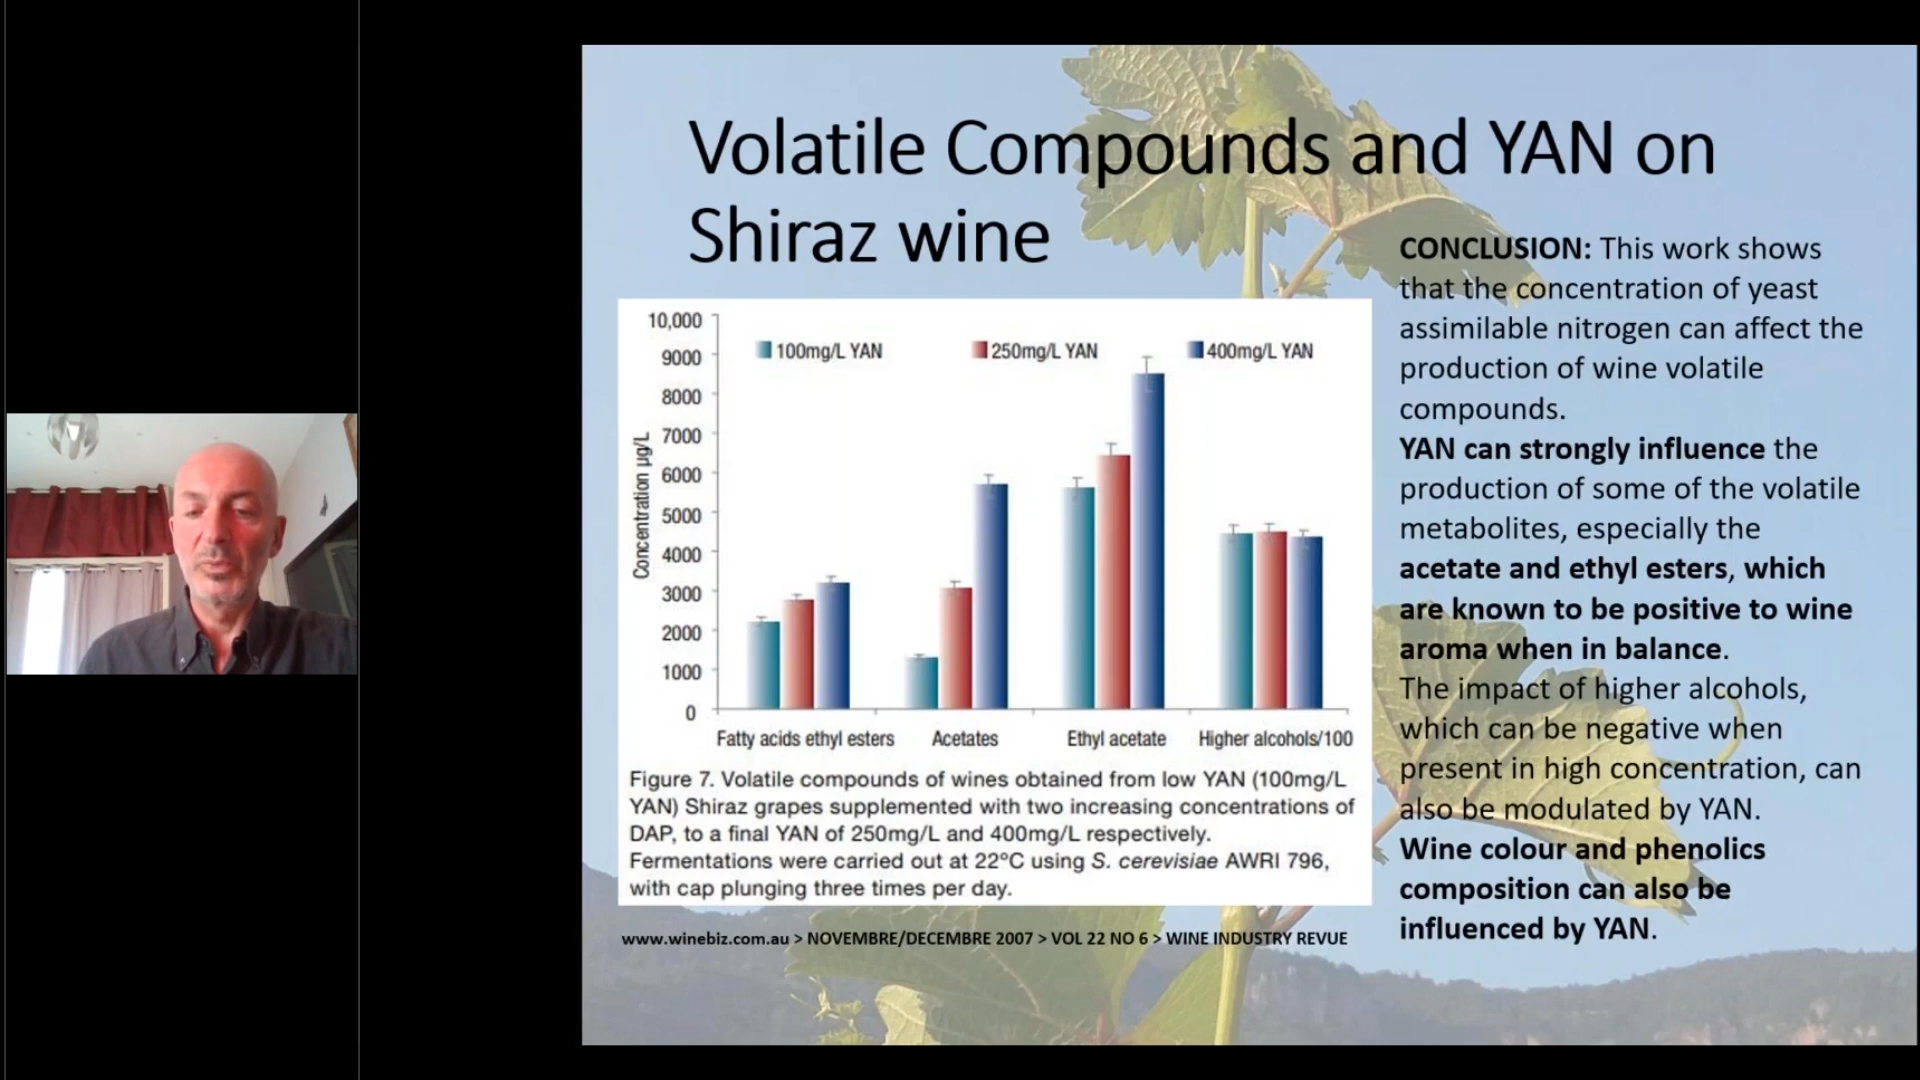 Volatile Compounds and YAN on
Shiraz wine
10,000
9000
8000
7000
6000
5000
4000
3000
2000
1000
0
Concentration µg/L
100mg/L YAN
250mg/L YAN
400mg/L YAN
Fatty acids ethyl esters
Acetates
Ethyl acetate
Higher alcohols/100
Figure 7. Volatile compounds of wines obtained from low YAN (100mg/L
YAN) Shiraz grapes supplemented with two increasing concentrations of
DAP, to a final YAN of 250mg/L and 400mg/L respectively.
Fermentations were carried out at 22ºC using S. cerevisiae AWRI 796,
with cap plunging three times per day.
www.winebiz.com.au > NOVEMBRE/DECEMBRE 2007 > VOL 22 NO 6 > WINE INDUSTRY REVUE
CONCLUSION: This work shows
that the concentration of yeast
assimilable nitrogen can affect the
production of wine volatile
compounds.
YAN can strongly influence the
production of some of the volatile
metabolites, especially the
acetate and ethyl esters, which
are known to be positive to wine
aroma when in balance.
The impact of higher alcohols,
which can be negative when
present in high concentration, can
also be modulated by YAN.
Wine colour and phenolics
composition can also be
influenced by YAN.